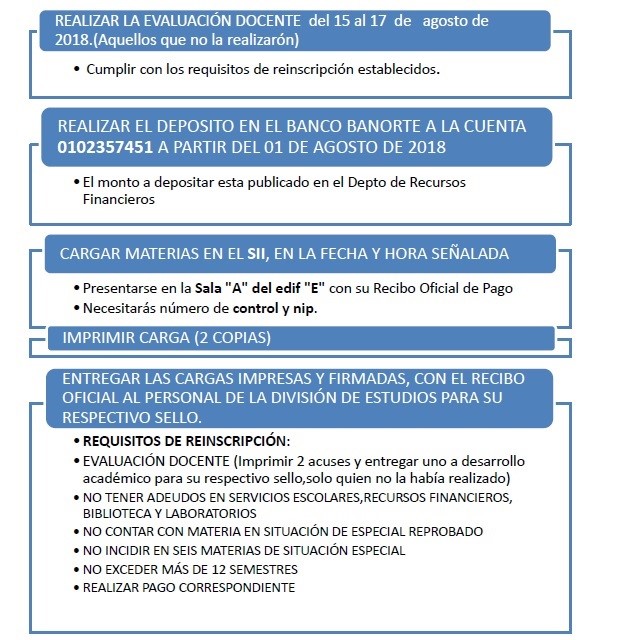 REALIZAR LA EVALUACIÓN DOCENTE  del 15 al 17  de  agosto de
2018.(Aquellos que no la realizarón)
• Cumplir con los requisitos de reinscripción establecidos.
REALIZAR EL DEPOSITO EN EL BANCO BANORTE A LA CUENTA
0102357451 A PARTIR DEL 01 DE AGOSTO DE 2018
• El monto a depositar esta publicado en el Depto de Recursos
Financieros
CARGAR MATERIAS EN EL SII, EN LA FECHA Y HORA SEÑALADA
• Presentarse en la Sala "A" del edif "E" con su Recibo Oficial de Pago
• Necesitarás número de control y nip.
IMPRIMIR CARGA (2 COPIAS)
ENTREGAR LAS CARGAS IMPRESAS Y FIRMADAS, CON EL RECIBO
OFICIAL AL PERSONAL DE LA DIVISIÓN DE ESTUDIOS PARA SU
RESPECTIVO SELLO.
• REQUISITOS DE REINSCRIPCIÓN:
• EVALUACIÓN DOCENTE (Imprimir 2 acuses y entregar uno a desarrollo
académico para su respectivo sello,solo quien no la había realizado)
• NO TENER ADEUDOS EN SERVICIOS ESCOLARES,RECURSOS FINANCIEROS,
BIBLIOTECA Y LABORATORIOS
• NO CONTAR CON MATERIA EN SITUACIÓN DE ESPECIAL REPROBADO
• NO INCIDIR EN SEIS MATERIAS DE SITUACIÓN ESPECIAL
• NO EXCEDER MÁS DE 12 SEMESTRES
• REALIZAR PAGO CORRESPONDIENTE